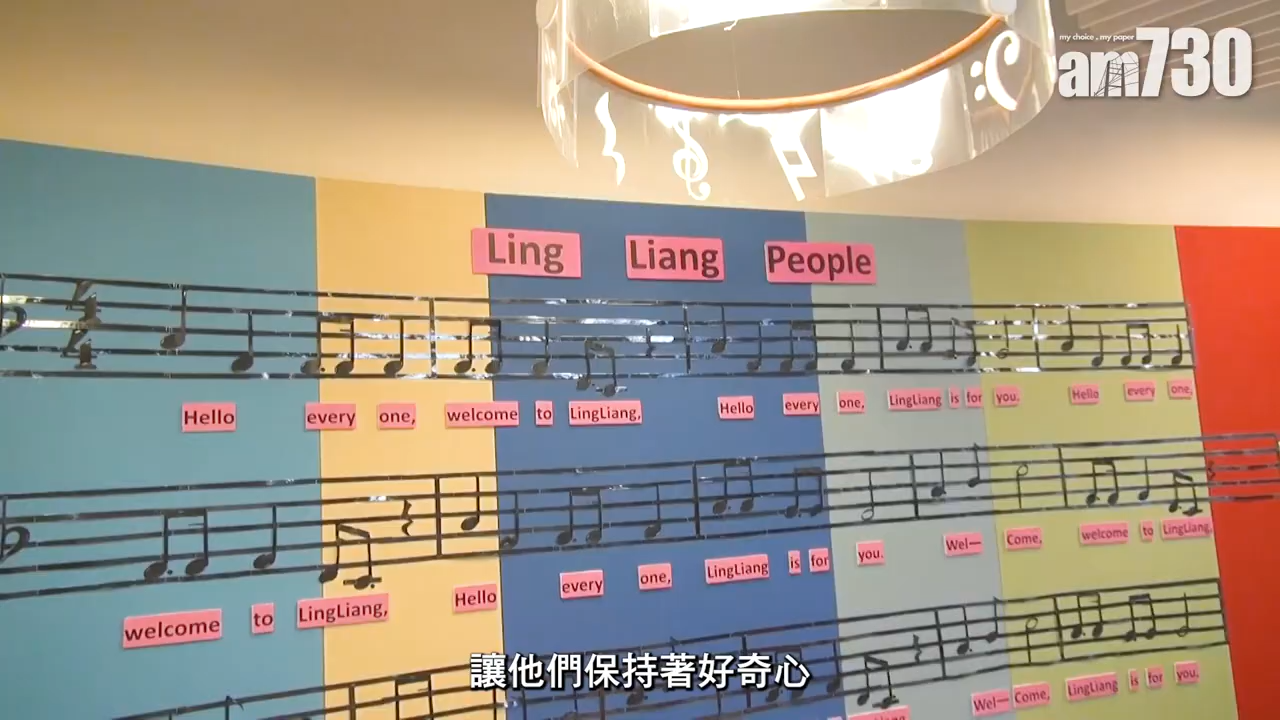 my choice , my paper
am730
Ling Liang People
Hello every one, welcome to LingLiang, Hello every one, LingLiang is for you. Hello every one,
welcome to LingLiang, Hello every one, LingLiang is for you. Wel— Come, welcome to LingLiang,
Wel— Come, LingLiang is for you,
讓他們保持著好奇心